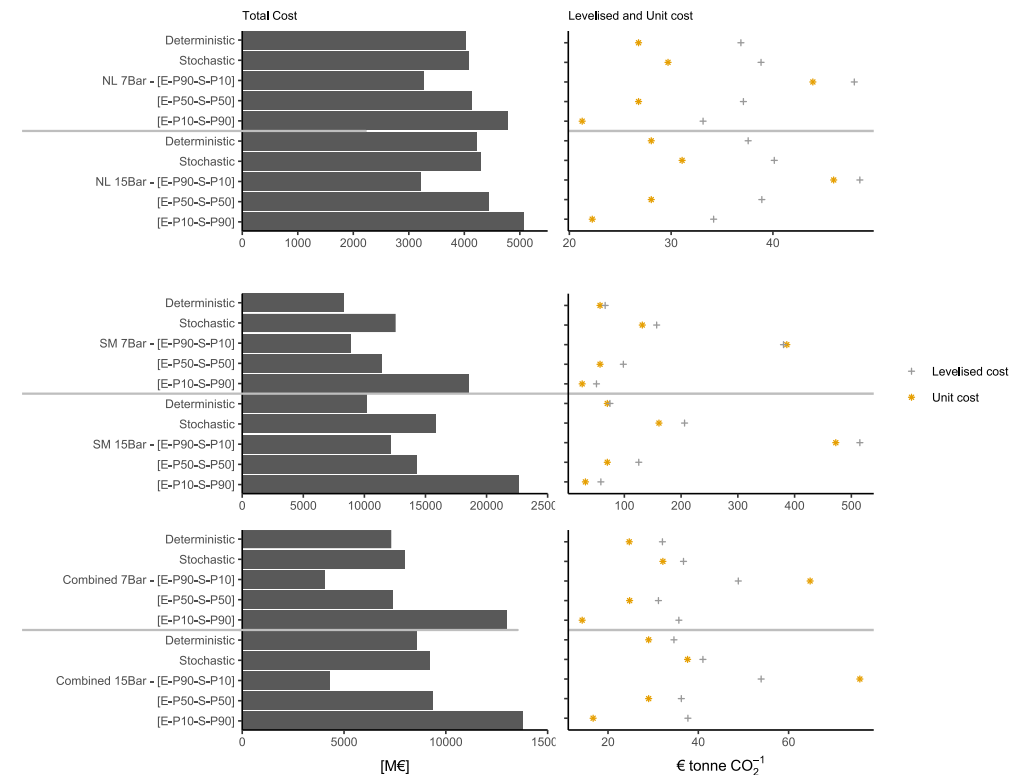 Total Cost
Levelised and Unit cost
Deterministic
Stochastic
NL 7Bar - [E-P90-S-P10]
[E-P50-S-P50]
[E-P10-S-P90]
Deterministic
Stochastic
NL 15Bar - [E-P90-S-P10]
[E-P50-S-P50]
[E-P10-S-P90]
0 1000 2000 3000 4000 5000
20 30 40
Deterministic
Stochastic
SM 7Bar - [E-P90-S-P10]
[E-P50-S-P50]
[E-P10-S-P90]
Deterministic
Stochastic
SM 15Bar - [E-P90-S-P10]
[E-P50-S-P50]
[E-P10-S-P90]
0 5000 10000 15000 20000 2500
100 200 300 400 500
Levelised cost
Unit cost
Deterministic
Stochastic
Combined 7Bar - [E-P90-S-P10]
[E-P50-S-P50]
[E-P10-S-P90]
Deterministic
Stochastic
Combined 15Bar - [E-P90-S-P10]
[E-P50-S-P50]
[E-P10-S-P90]
0 5000 10000 1500
20 40 60
[M€]
€ tonne CO₂⁻¹